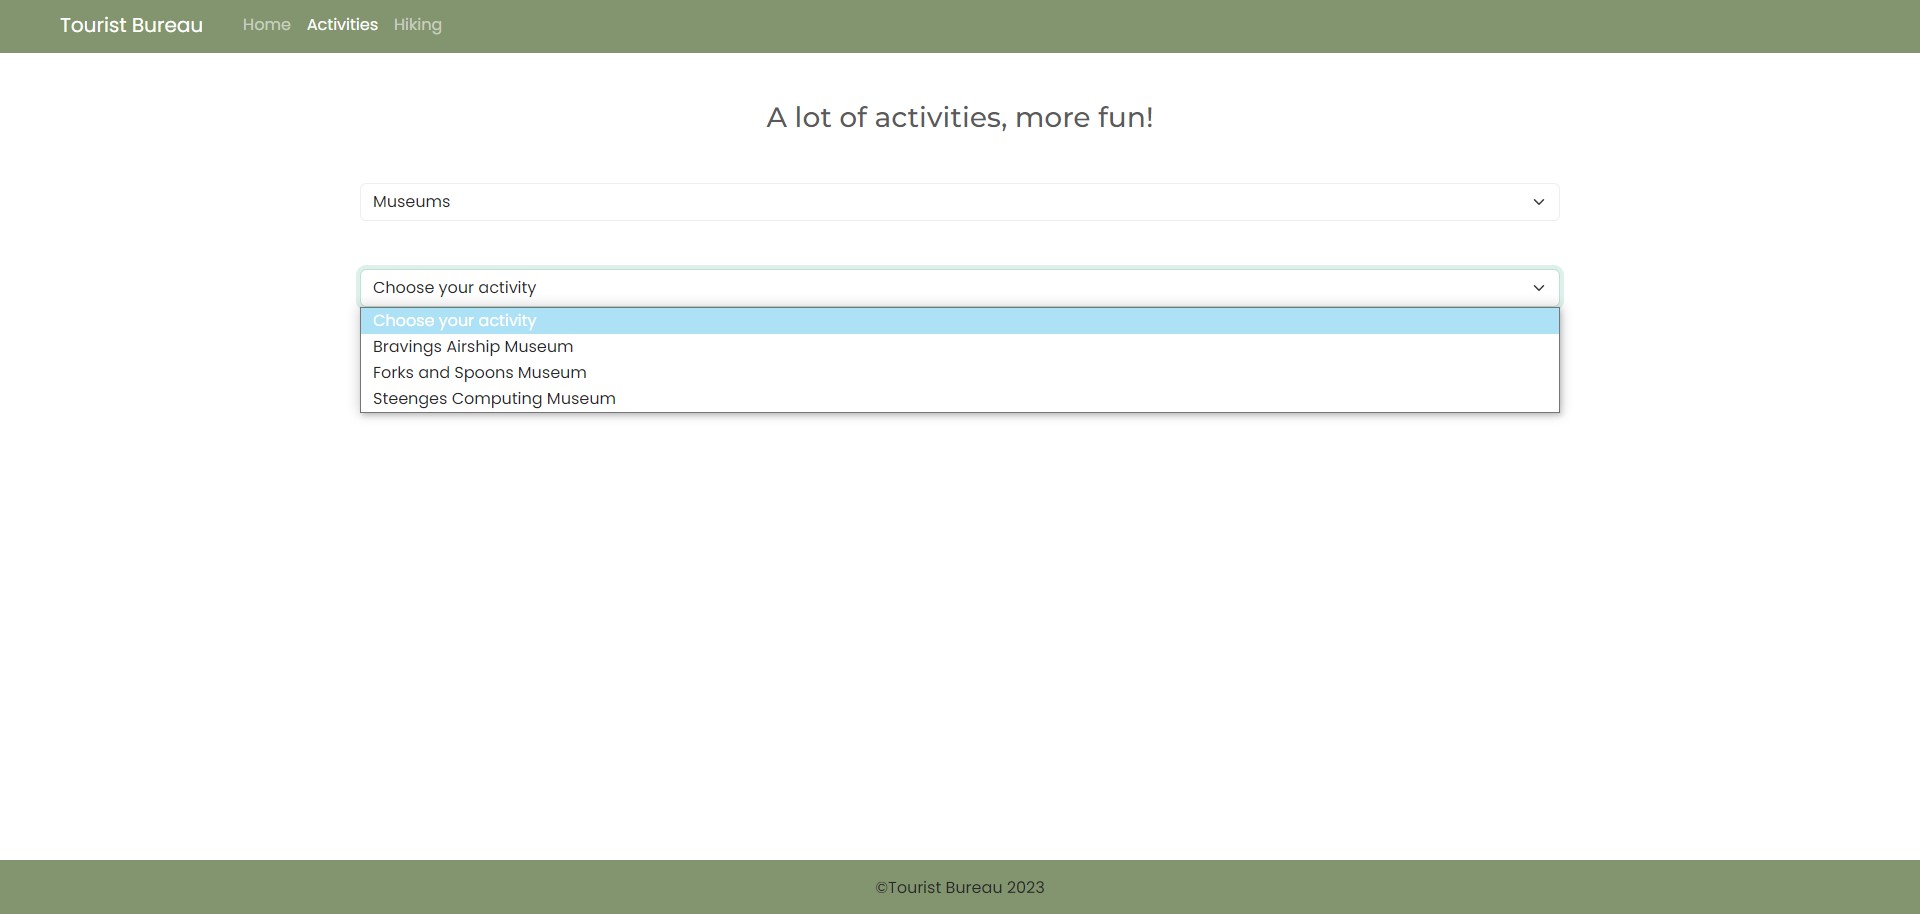 Tourist Bureau Home Activities Hiking
A lot of activities, more fun!
Museums
Choose your activity
Choose your activity
Bravings Airship Museum
Forks and Spoons Museum
Steenges Computing Museum
©Tourist Bureau 2023